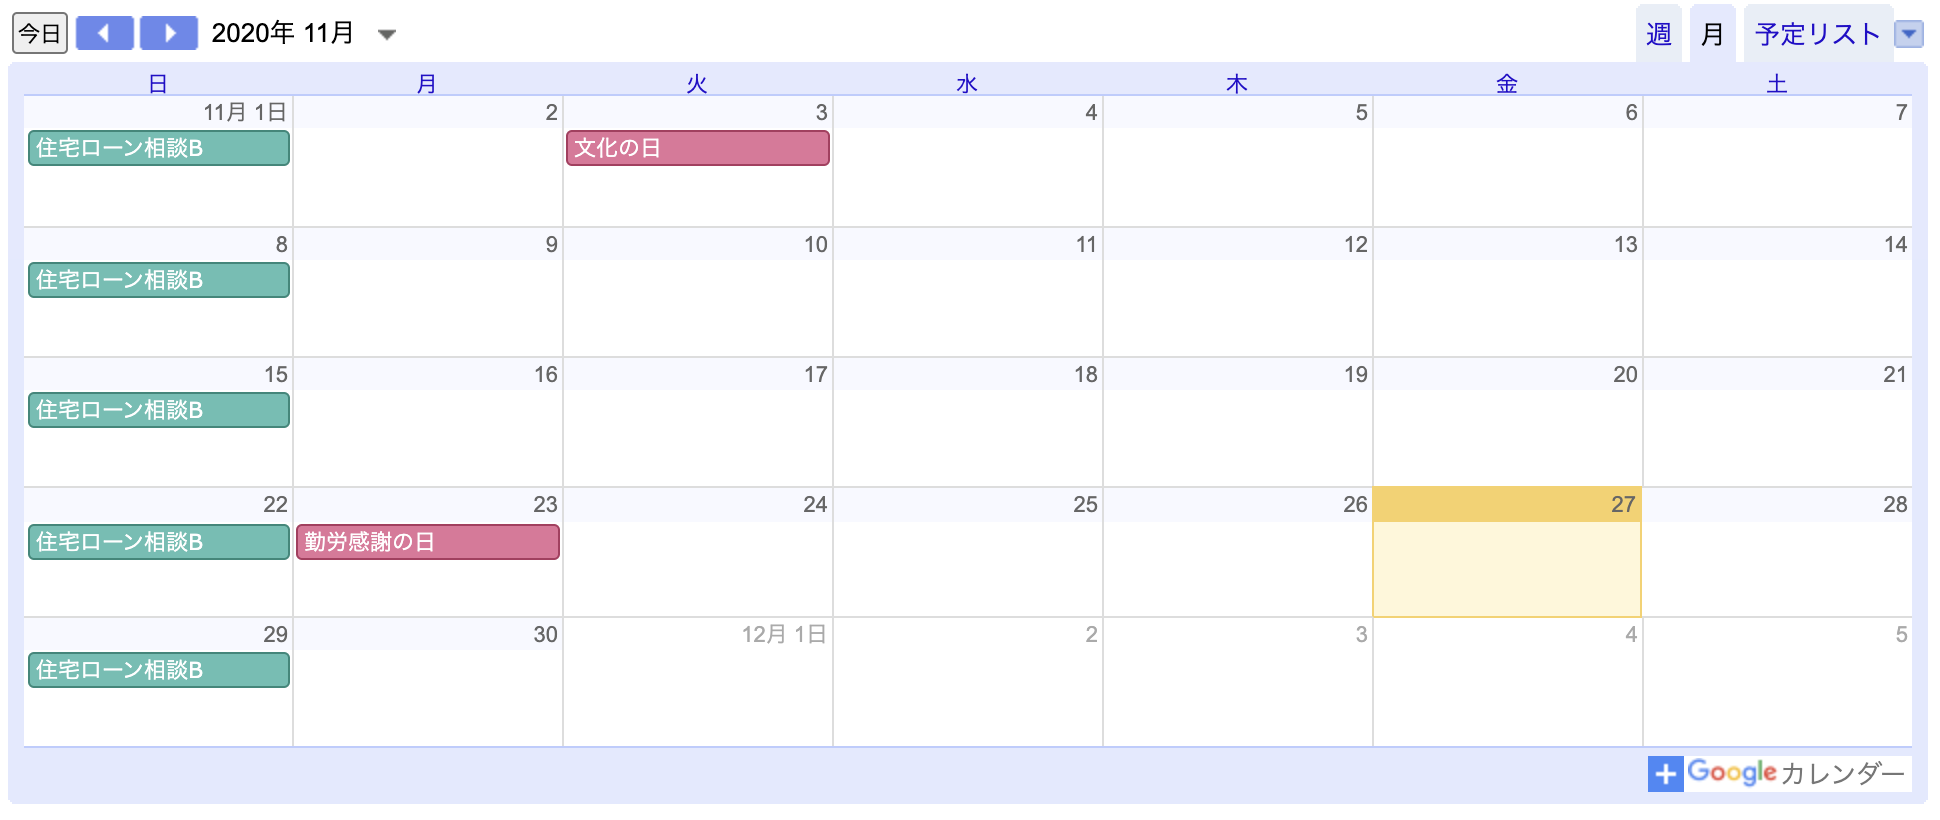 今日 2020年 11月 週 月 予定リスト
日 月 火 水 木 金 土
11月 1日 2 3 4 5 6 7
住宅ローン相談B 文化の日
8 9 10 11 12 13 14
住宅ローン相談B
15 16 17 18 19 20 21
住宅ローン相談B
22 23 24 25 26 27 28
住宅ローン相談B 勤労感謝の日
29 30 12月 1日 2 3 4 5
住宅ローン相談B
Google カレンダー